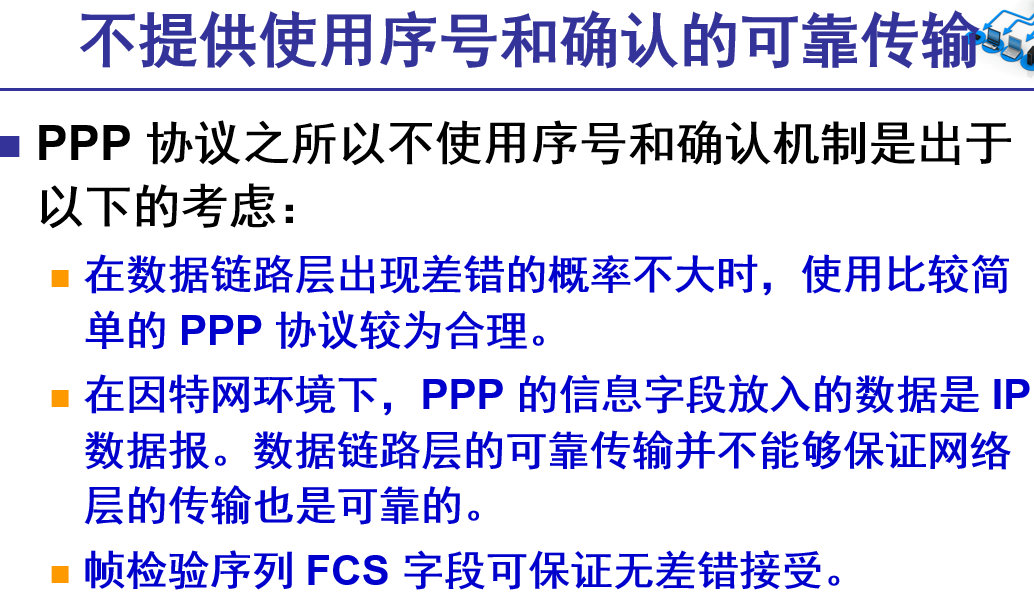 不提供使用序号和确认的可靠传输
PPP 协议之所以不使用序号和确认机制是出于
以下的考虑：
在数据链路层出现差错的概率不大时，使用比较简
单的 PPP 协议较为合理。
在因特网环境下，PPP 的信息字段放入的数据是 IP
数据报。数据链路层的可靠传输并不能够保证网络
层的传输也是可靠的。
帧检验序列 FCS 字段可保证无差错接受。